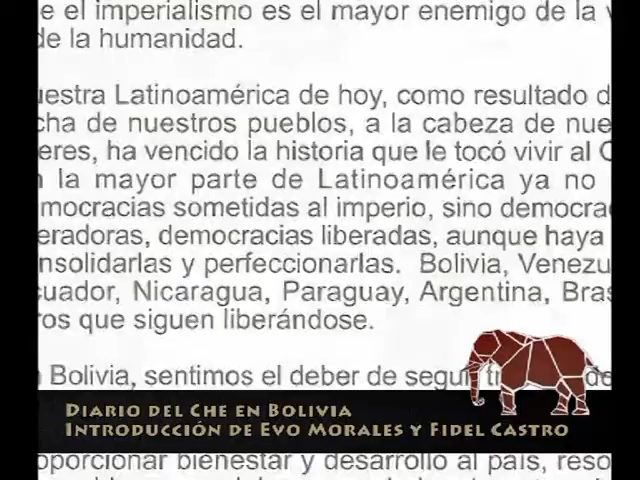 e el imperialismo es el mayor enemigo de la
de la humanidad.
uestra Latinoamérica de hoy, como resultado d
cha de nuestros pueblos, a la cabeza de nue
eres, ha vencido la historia que le tocó vivir al C
la mayor parte de Latinoamérica ya no
mocracias sometidas al imperio, sino democra
eradoras, democracias liberadas, aunque haya
nsolidarlas y perfeccionarlas. Bolivia, Venezu
cuador, Nicaragua, Paraguay, Argentina, Bras
ros que siguen liberándose.
Bolivia, sentimos el deber de segui
DIARIO DEL CHE EN BOLIVIA
INTRODUCCIÓN DE EVO MORALES Y FIDEL CASTRO
oporcionar bienestar y desarrollo al país, reso